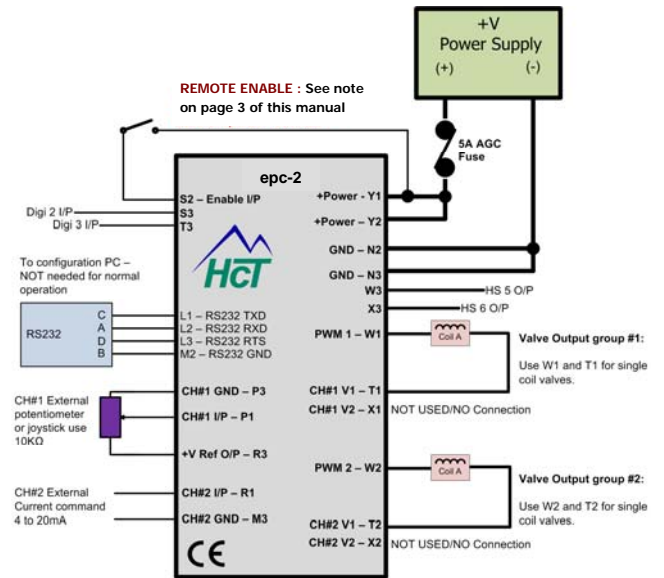 +V
Power Supply
(+) (-)
REMOTE ENABLE : See note
on page 3 of this manual
5A AGC
Fuse
epc-2
S2 – Enable I/P
+Power - Y1
Digi 2 I/P
S3
Digi 3 I/P
T3
+Power – Y2
HCT
GND – N2
GND – N3
W3
HS 5 O/P
X3
HS 6 O/P
To configuration PC –
NOT needed for normal
operation
RS232
C
A
D
B
L1 – RS232 TXD
L2 – RS232 RXD
L3 – RS232 RTS
M2 – RS232 GND
PWM 1 – W1
Coil A
Valve Output group #1:
Use W1 and T1 for single
coil valves.
CH#1 V1 – T1
CH#1 V2 – X1
NOT USED/NO Connection
CH#1 External
potentiometer
or joystick use
10KΩ
CH#1 GND – P3
CH#1 I/P – P1
+V Ref O/P – R3
PWM 2 – W2
Coil A
Valve Output group #2:
Use W2 and T2 for single
coil valves.
CH#2 External
Current command
4 to 20mA
CH#2 I/P – R1
CH#2 GND – M3
CH#2 V1 – T2
CH#2 V2 – X2
NOT USED/NO Connection
CE